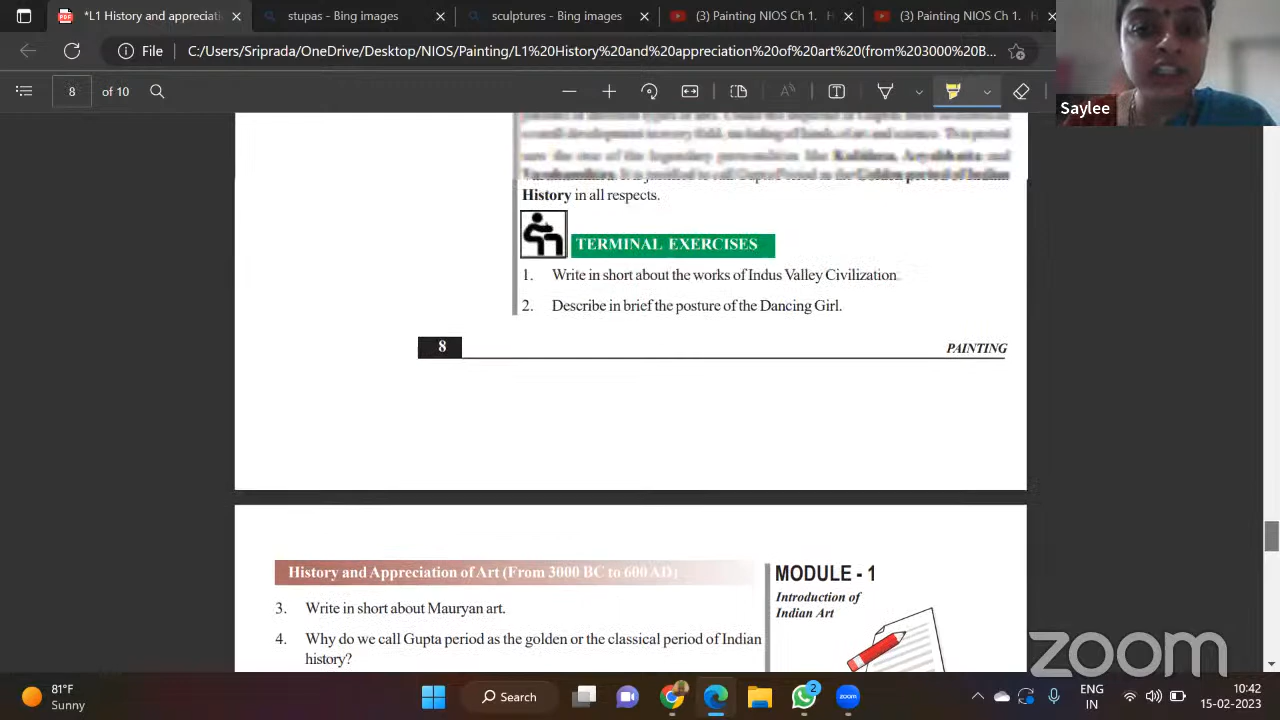 *L1 History and appreciati
stupas - Bing images
sculptures - Bing images
(3) Painting NIOS Ch 1. H
(3) Painting NIOS Ch 1.
File
C:/Users/Sriprada/OneDrive/Desktop/NIOS/Painting/L1%20History%20and%20appreciation%20of%20art%20(from%203000%20B...
8 of 10
Saylee
History in all respects.
TERMINAL EXERCISES
1. Write in short about the works of Indus Valley Civilization
2. Describe in brief the posture of the Dancing Girl.
8
PAINTING
History and Appreciation of Art (From 3000 BC to 600 AD)
MODULE - 1
Introduction of
Indian Art
3. Write in short about Mauryan art.
4. Why do we call Gupta period as the golden or the classical period of Indian
history?
zoom
81°F
Sunny
Search
2
zoom
ENG
IN
10:42
15-02-2023